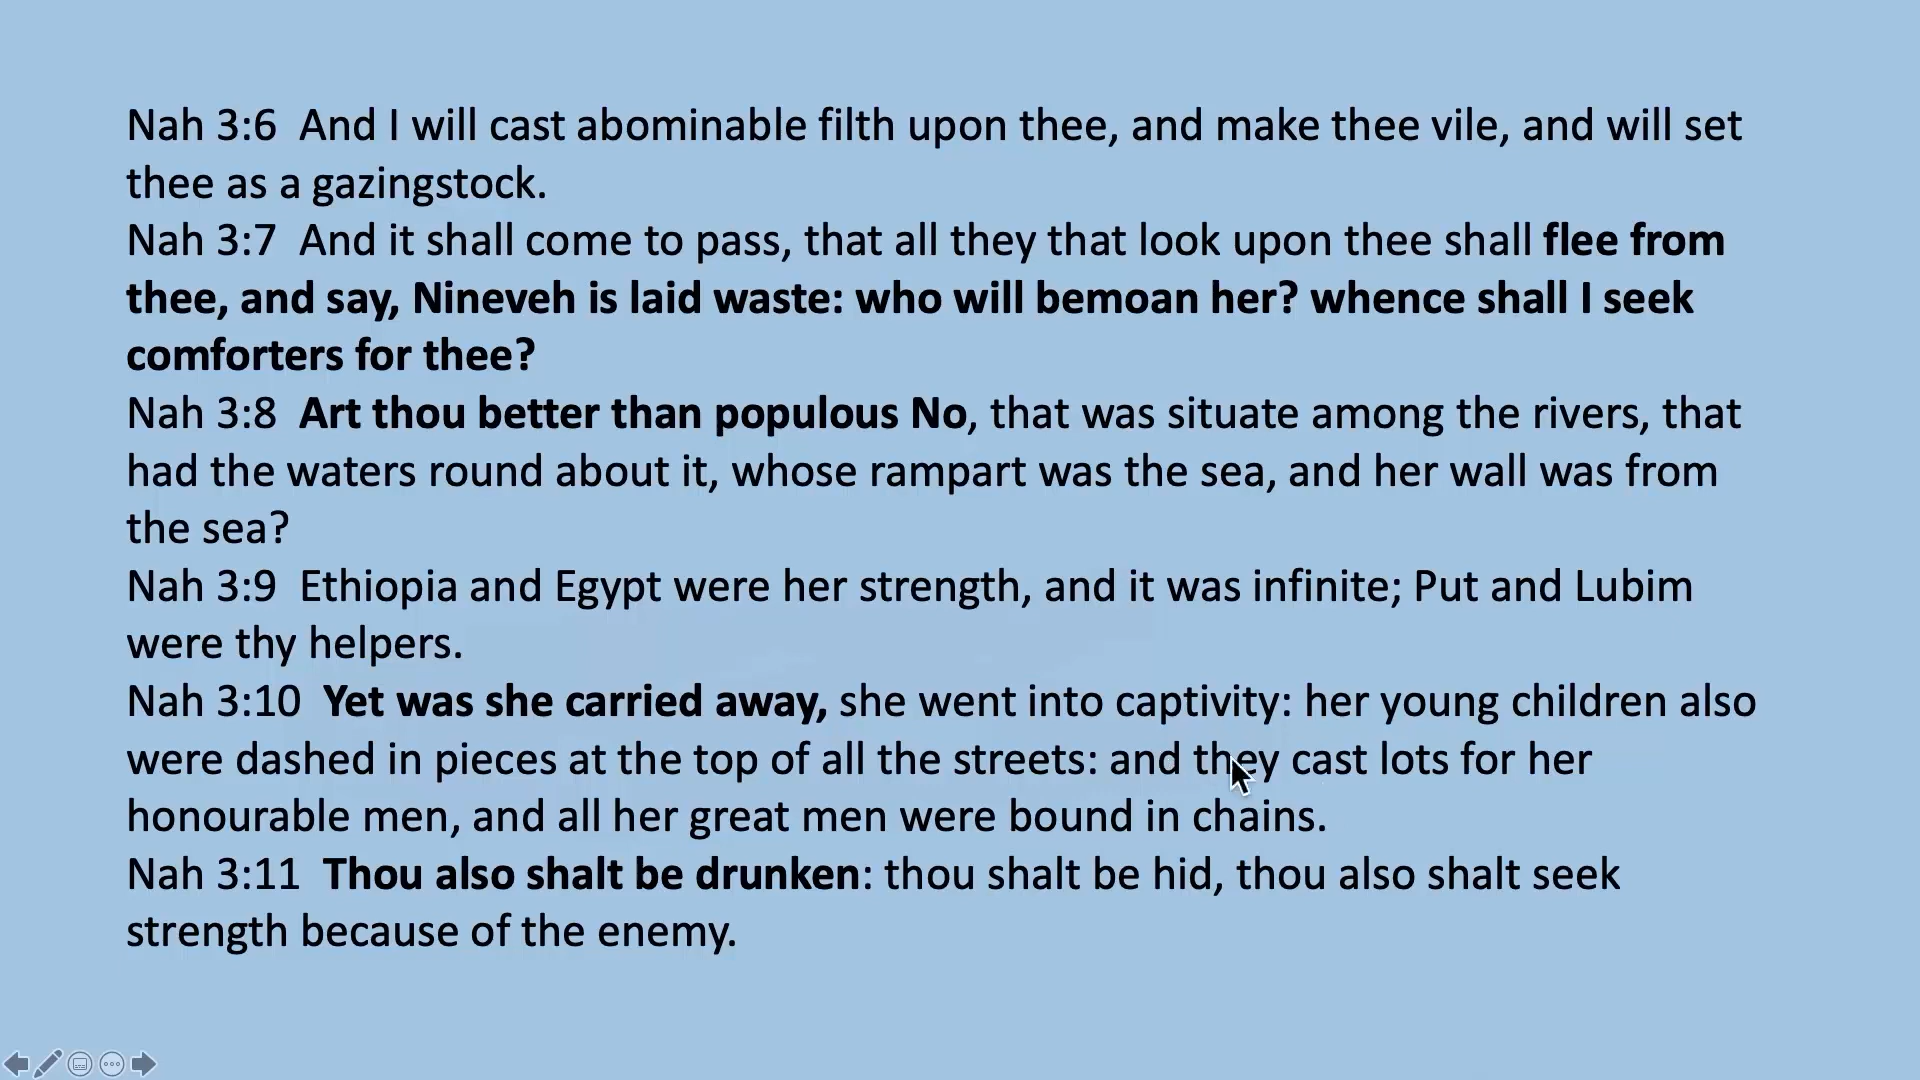 Nah 3:6  And I will cast abominable filth upon thee, and make thee vile, and will set
thee as a gazingstock.
Nah 3:7  And it shall come to pass, that all they that look upon thee shall flee from
thee, and say, Nineveh is laid waste: who will bemoan her? whence shall I seek
comforters for thee?
Nah 3:8  Art thou better than populous No, that was situate among the rivers, that
had the waters round about it, whose rampart was the sea, and her wall was from
the sea?
Nah 3:9  Ethiopia and Egypt were her strength, and it was infinite; Put and Lubim
were thy helpers.
Nah 3:10  Yet was she carried away, she went into captivity: her young children also
were dashed in pieces at the top of all the streets: and they cast lots for her
honourable men, and all her great men were bound in chains.
Nah 3:11  Thou also shalt be drunken: thou shalt be hid, thou also shalt seek
strength because of the enemy.